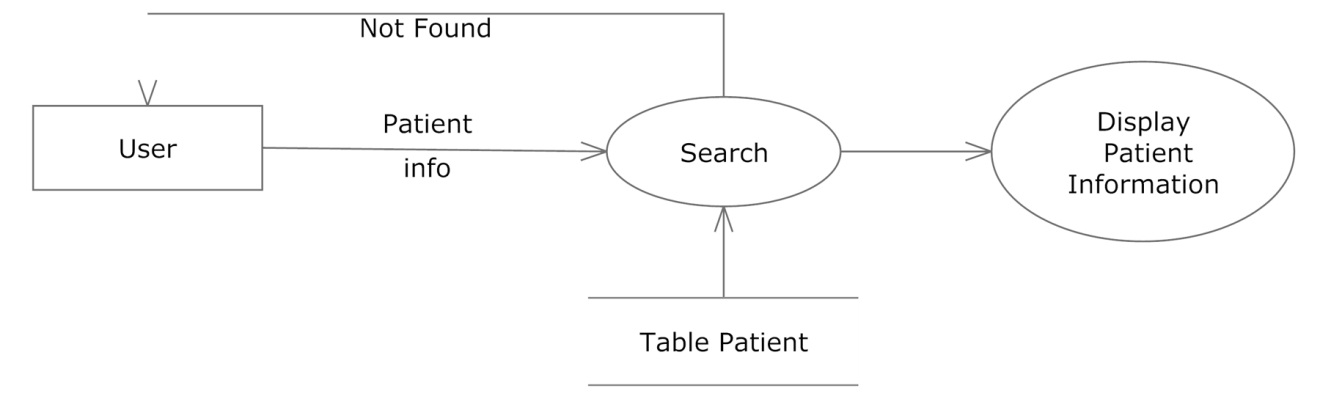 Not Found
Patient
info
User
Search
Display
Patient
Information
Table Patient